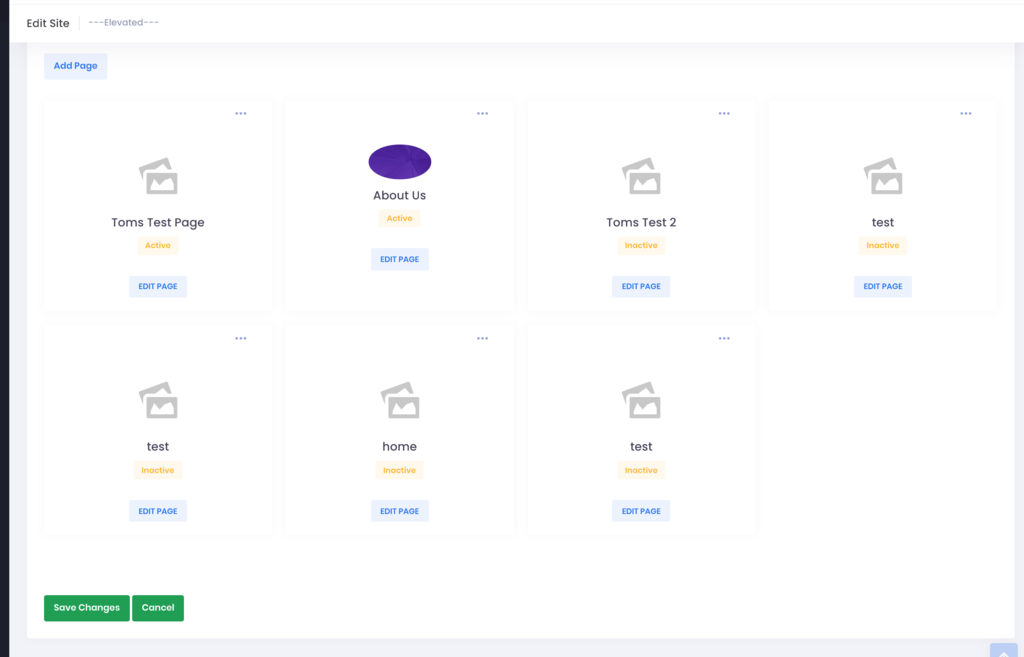 Edit Site
---Elevated---
Add Page
Toms Test Page
Active
EDIT PAGE
About Us
Active
EDIT PAGE
Toms Test 2
Inactive
EDIT PAGE
test
Inactive
EDIT PAGE
test
Inactive
EDIT PAGE
home
Inactive
EDIT PAGE
test
Inactive
EDIT PAGE
Save Changes
Cancel